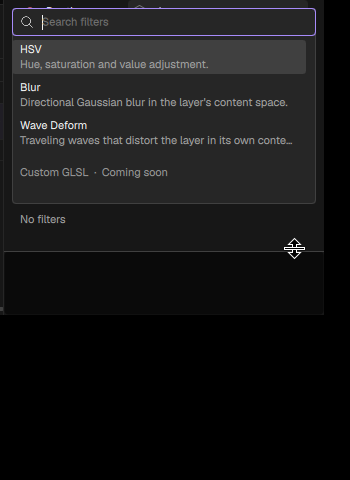 Search filters
HSV
Hue, saturation and value adjustment.
Blur
Directional Gaussian blur in the layer's content space.
Wave Deform
Traveling waves that distort the layer in its own conte...
Custom GLSL · Coming soon
No filters